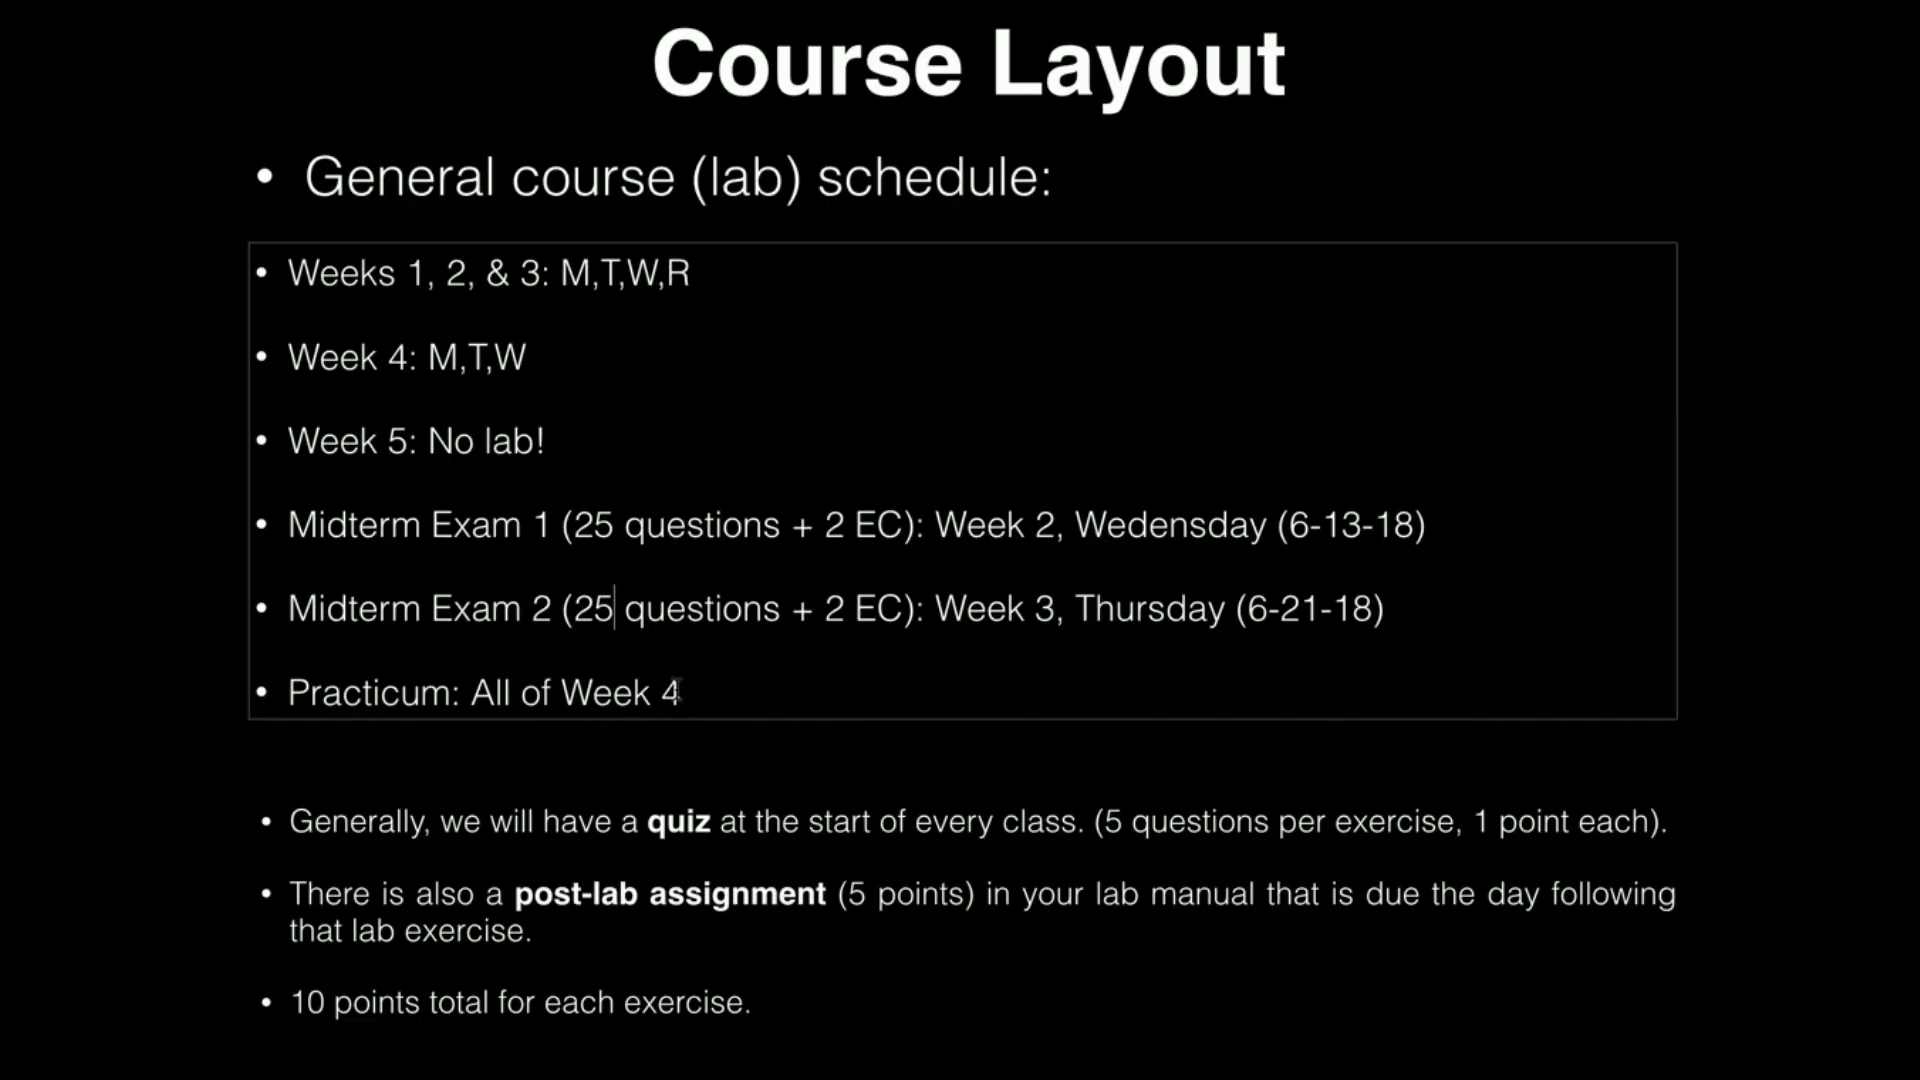 Course Layout
• General course (lab) schedule:
• Weeks 1, 2, & 3: M,T,W,R
• Week 4: M,T,W
• Week 5: No lab!
• Midterm Exam 1 (25 questions + 2 EC): Week 2, Wedensday (6-13-18)
• Midterm Exam 2 (25 questions + 2 EC): Week 3, Thursday (6-21-18)
• Practicum: All of Week 4
• Generally, we will have a quiz at the start of every class. (5 questions per exercise, 1 point each).
• There is also a post-lab assignment (5 points) in your lab manual that is due the day following
that lab exercise.
• 10 points total for each exercise.